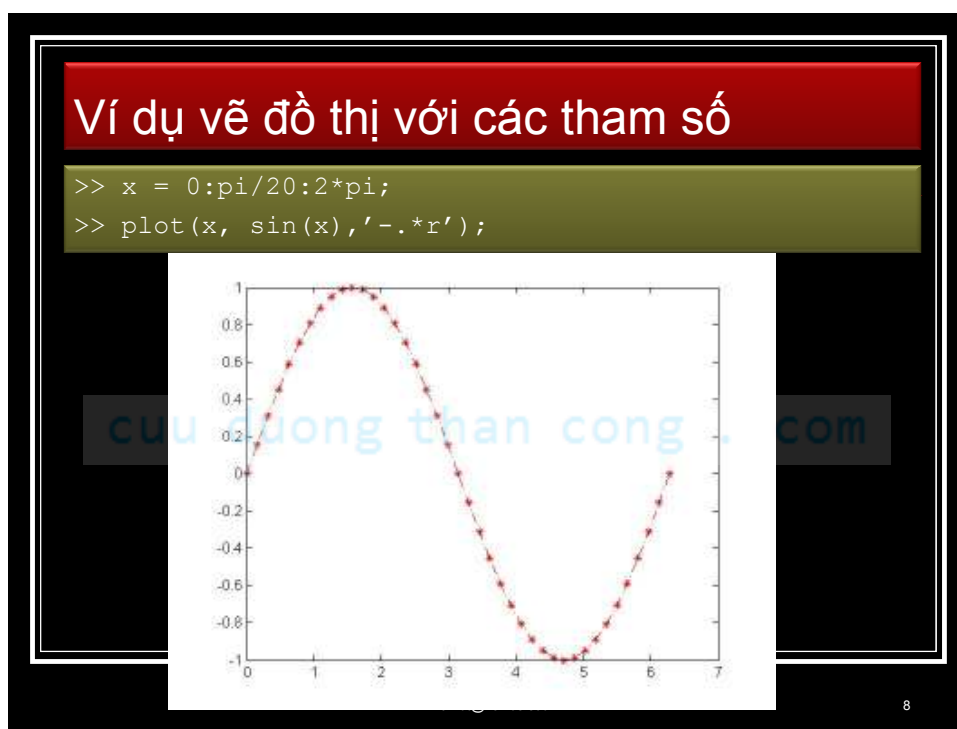 Ví dụ vẽ đồ thị với các tham số
>> x = 0:pi/20:2*pi;
>> plot(x, sin(x),’-.*r’);
1
0.8
0.6
0.4
0.2
0
-0.2
-0.4
-0.6
-0.8
-1
0 1 2 3 4 5 6 7
cuu duong than cong . com
8